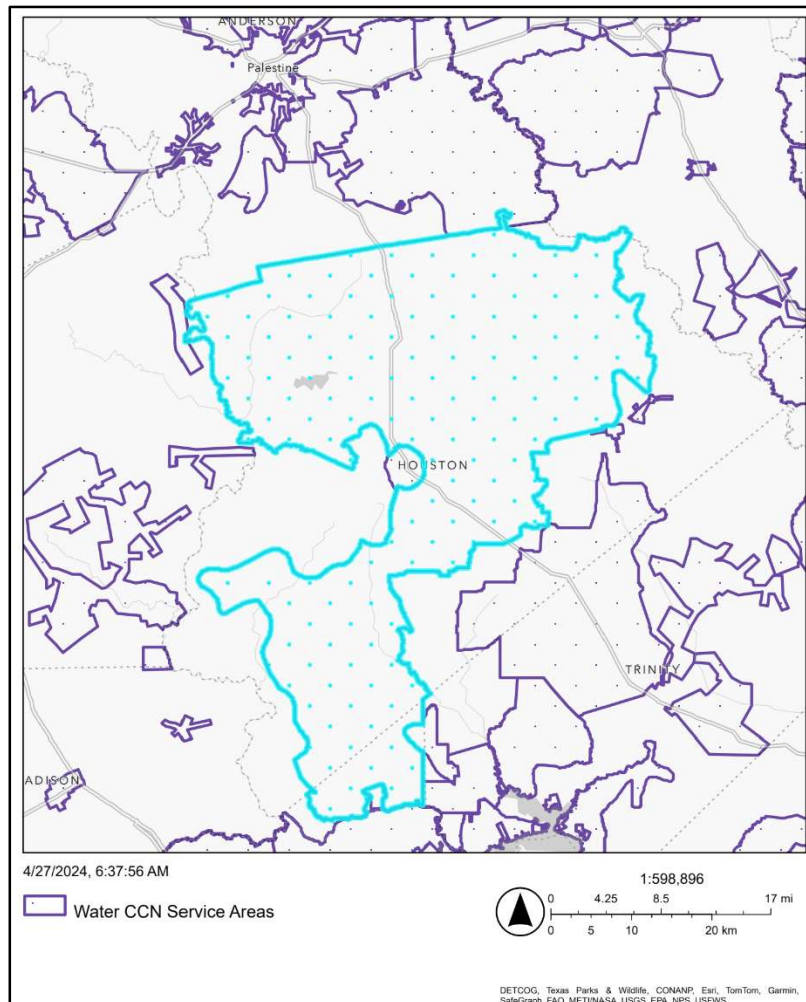 ANDERSON
Palestine
HOUSTON
TRINITY
ADISON
4/27/2024, 6:37:56 AM
Water CCN Service Areas
1:598,896
0 4.25 8.5 17 mi
0 5 10 20 km
DETCOG, Texas Parks & Wildlife, CONANP, Esri, TomTom, Garmin,
SafeGraph, FAO, METI/NASA, USGS, EPA, NPS, USFWS